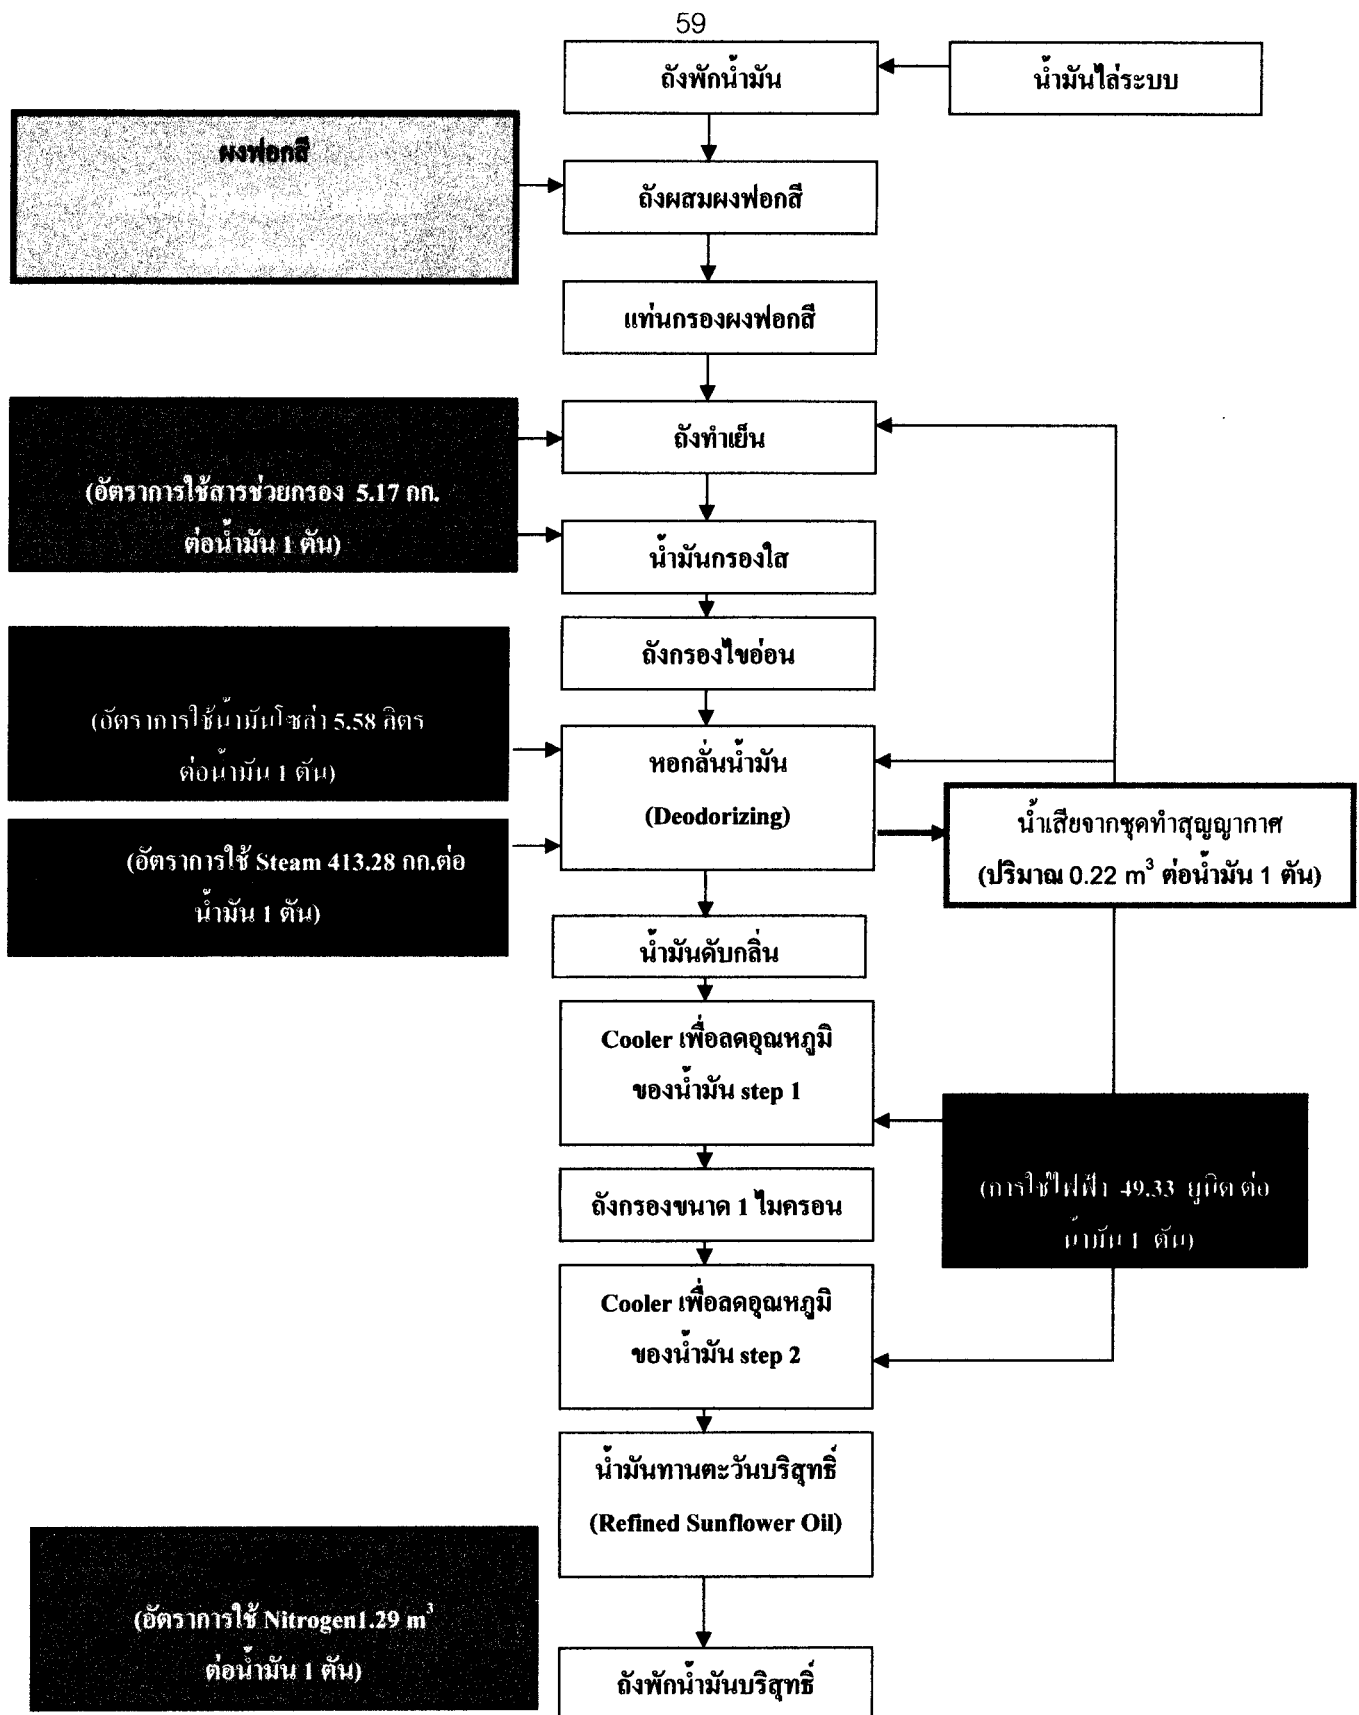 59
ถังพักน้ำมัน
น้ำมันไล่ระบบ
ผงฟอกสี
ถังผสมผงฟอกสี
แท่นกรองผงฟอกสี
ถังทำเย็น
(อัตราการใช้สารช่วยกรอง 5.17 กก.
ต่อน้ำมัน 1 ตัน)
น้ำมันกรองใส
ถังกรองไขอ่อน
(อัตราการใช้น้ำมันโซล่า 5.58 ลิตร
ต่อน้ำมัน 1 ตัน)
หอกลั่นน้ำมัน
(Deodorizing)
น้ำเสียจากชุดทำสุญญากาศ
(ปริมาณ 0.22 m³ ต่อน้ำมัน 1 ตัน)
(อัตราการใช้ Steam 413.28 กก.ต่อ
น้ำมัน 1 ตัน)
น้ำมันดับกลิ่น
Cooler เพื่อลดอุณหภูมิ
ของน้ำมัน step 1
(การใช้ไฟฟ้า 49.33 ยูนิต ต่อ
น้ำมัน 1 ตัน)
ถังกรองขนาด 1 ไมครอน
Cooler เพื่อลดอุณหภูมิ
ของน้ำมัน step 2
น้ำมันทานตะวันบริสุทธิ์
(Refined Sunflower Oil)
(อัตราการใช้ Nitrogen1.29 m³
ต่อน้ำมัน 1 ตัน)
ถังพักน้ำมันบริสุทธิ์